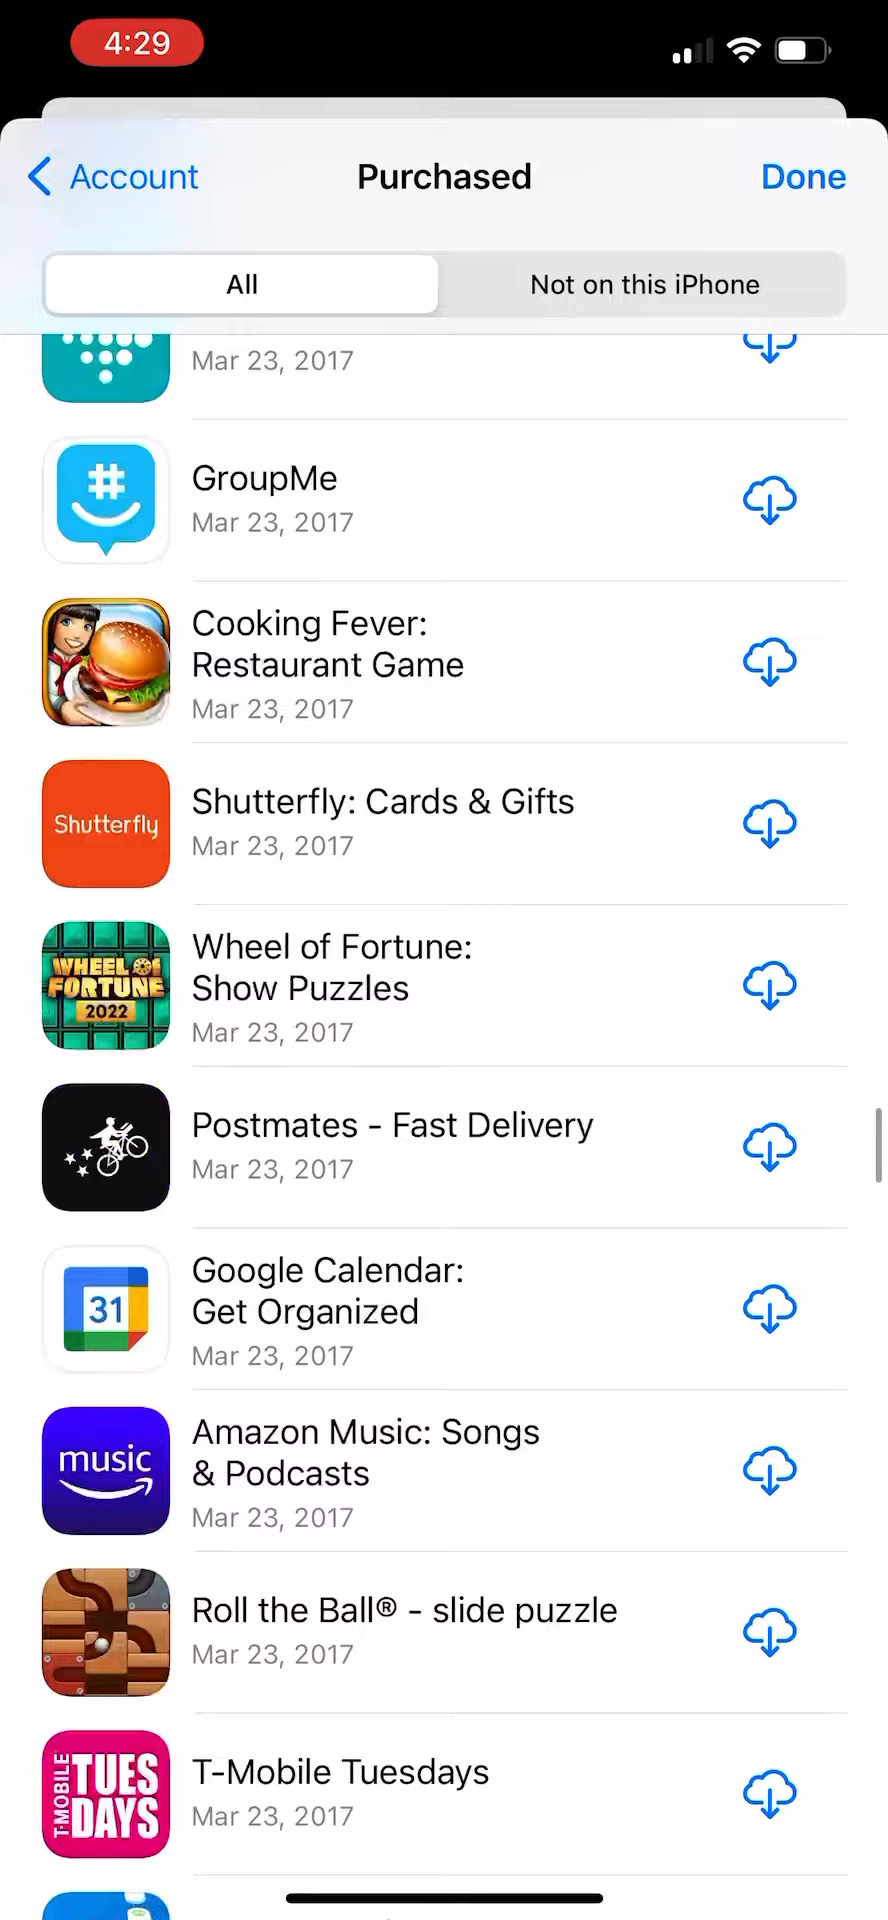 4:29
Account
Purchased
Done
All
Not on this iPhone
Mar 23, 2017
#
GroupMe
Mar 23, 2017
Cooking Fever:
Restaurant Game
Mar 23, 2017
Shutterfly
Shutterfly: Cards & Gifts
Mar 23, 2017
WHEEL OF
FORTUNE
2022
Wheel of Fortune:
Show Puzzles
Mar 23, 2017
Postmates - Fast Delivery
Mar 23, 2017
31
Google Calendar:
Get Organized
Mar 23, 2017
music
Amazon Music: Songs
& Podcasts
Mar 23, 2017
Roll the Ball® - slide puzzle
Mar 23, 2017
T-MOBILE
TUES
DAYS
T-Mobile Tuesdays
Mar 23, 2017